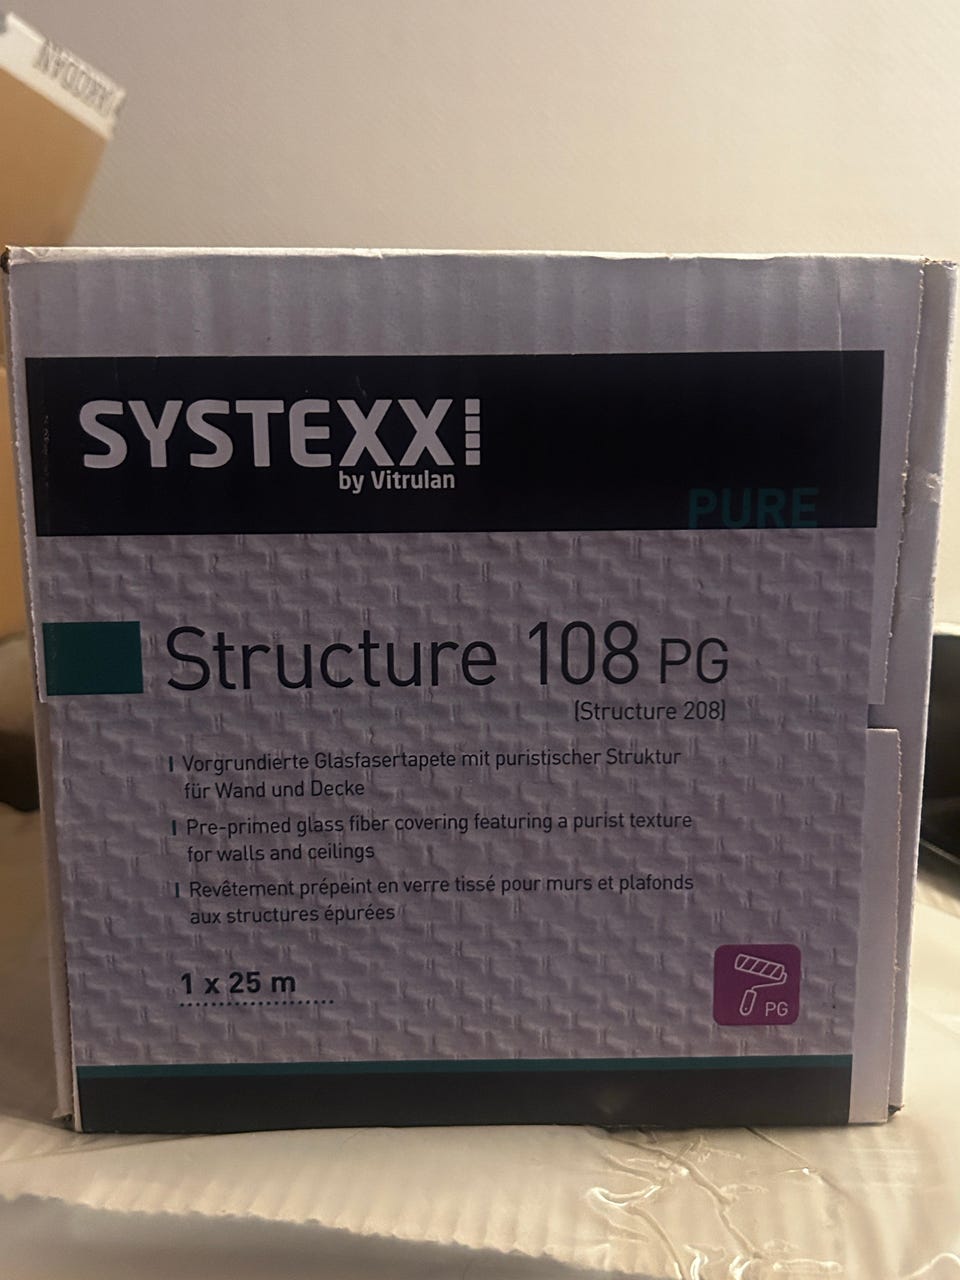 SYSTEXX
by Vitrulan
PURE
Structure 108 PG
(Structure 208)
Vorgrundierte Glasfasertapete mit puristischer Struktur
für Wand und Decke
Pre-primed glass fiber covering featuring a purist texture
for walls and ceilings
Revêtement prépeint en verre tissé pour murs et plafonds
aux structures épurées
1 x 25 m
PG